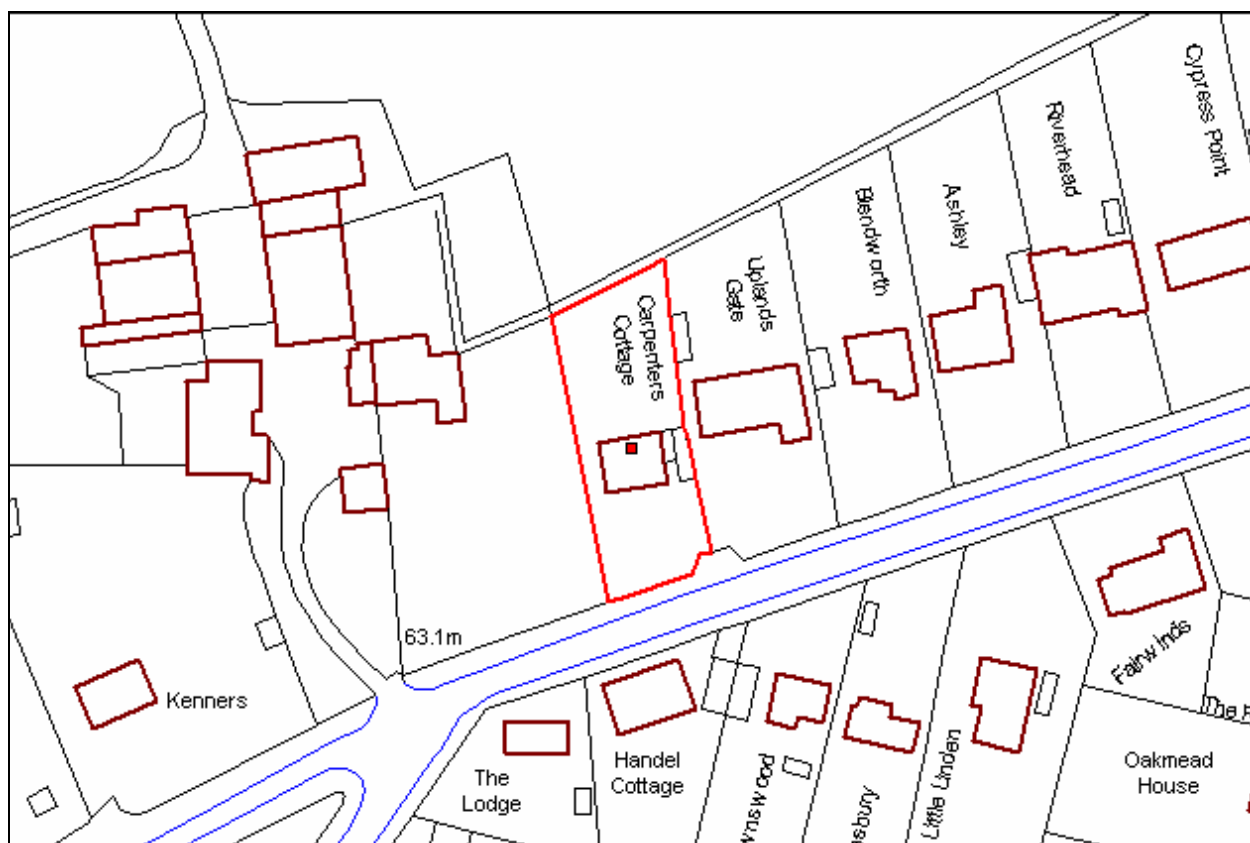 Cypress Point
Riverhead
Ashley
Blendworth
Uplands
Gate
Carpenters
Cottage
63.1m
Kenners
The
Lodge
Handel
Cottage
Little Linden
Fairwinds
Oakmead
House